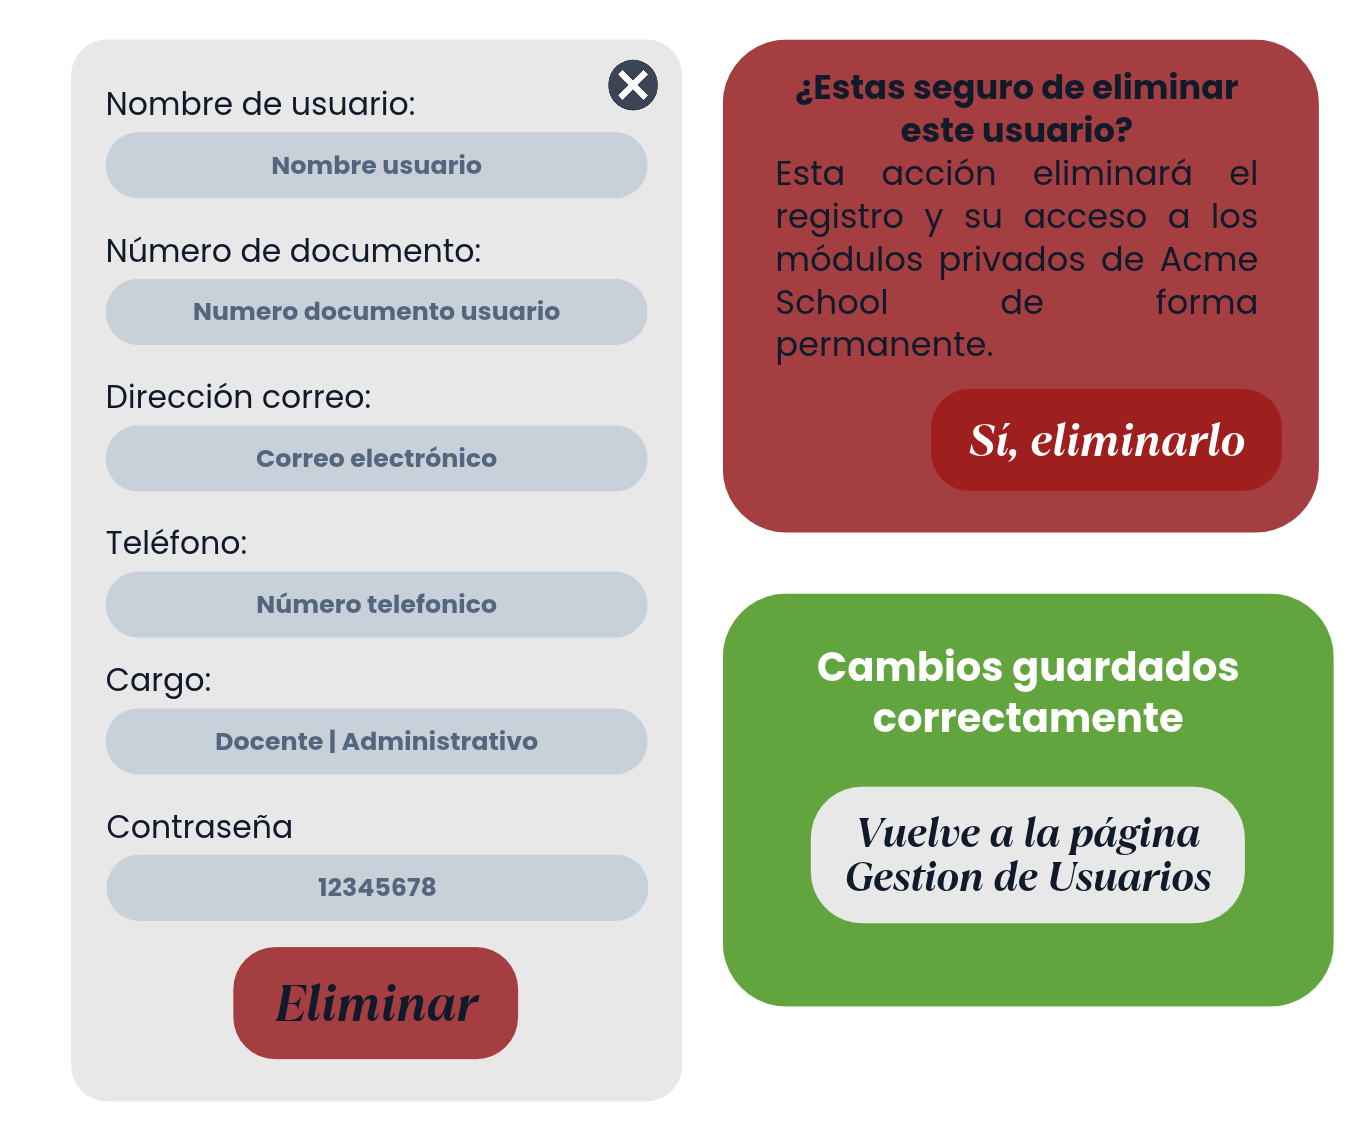 Nombre de usuario:
Nombre usuario
Número de documento:
Numero documento usuario
Dirección correo:
Correo electrónico
Teléfono:
Número telefonico
Cargo:
Docente | Administrativo
Contraseña
12345678
Eliminar
¿Estas seguro de eliminar
este usuario?
Esta acción eliminará el
registro y su acceso a los
módulos privados de Acme
School de forma
permanente.
Sí, eliminarlo
Cambios guardados
correctamente
Vuelve a la página
Gestion de Usuarios